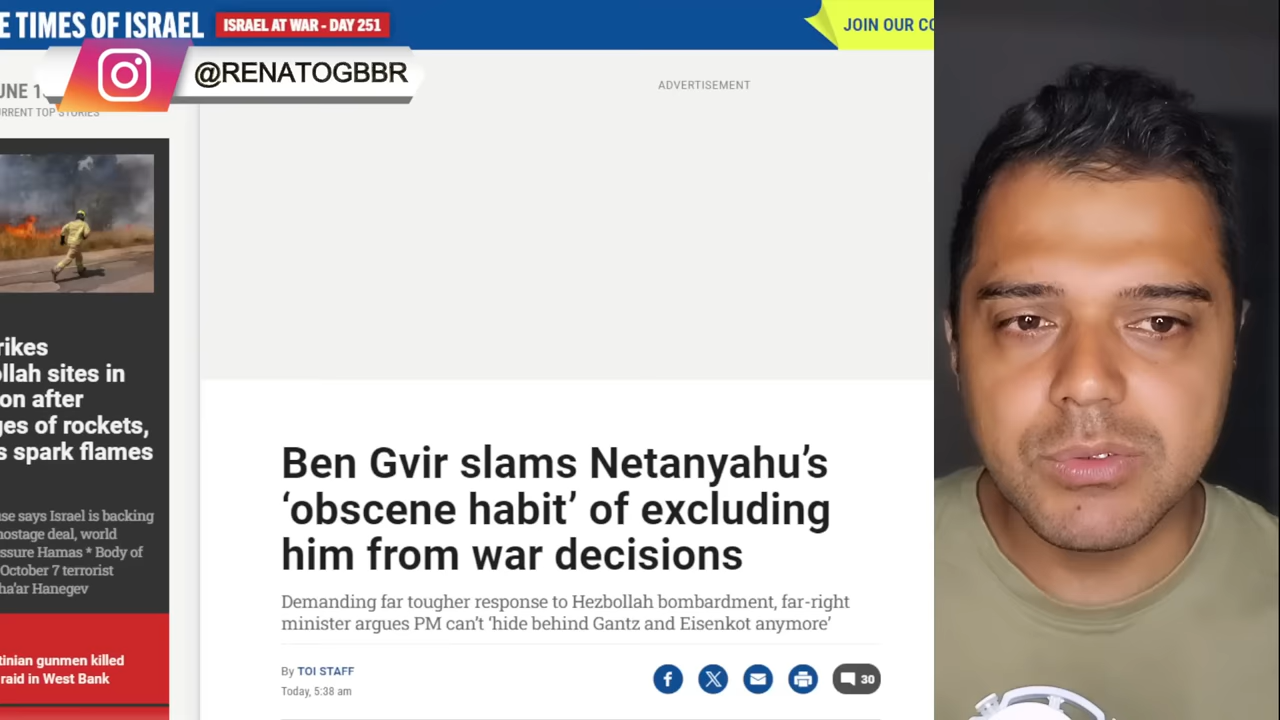 E TIMES OF ISRAEL
ISRAEL AT WAR - DAY 251
JOIN OUR CO
@RENATOGBBR
UNE 1
RRENT TOP STORIES
ADVERTISEMENT
rikes
ollah sites in
on after
ges of rockets,
s spark flames
use says Israel is backing
hostage deal, world
ssure Hamas * Body of
October 7 terrorist
ha'ar Hanegev
tinian gunmen killed
raid in West Bank
Ben Gvir slams Netanyahu’s
‘obscene habit’ of excluding
him from war decisions
Demanding far tougher response to Hezbollah bombardment, far-right
minister argues PM can’t ‘hide behind Gantz and Eisenkot anymore’
By TOI STAFF
Today, 5:38 am
30